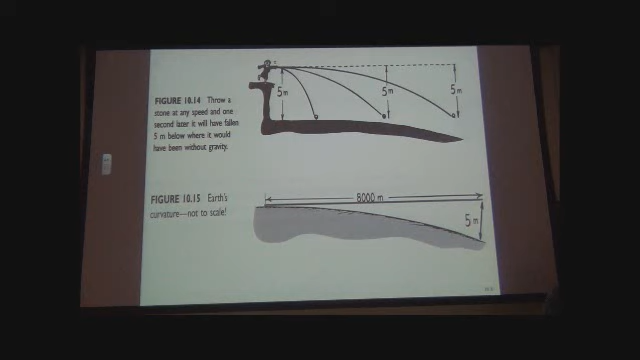 FIGURE 10.14 Throw a
stone at any speed and one
second later it will have fallen
5 m below where it would
have been without gravity.
5 m
5 m
5 m
FIGURE 10.15 Earth's
curvature—not to scale!
8000 m
5 m